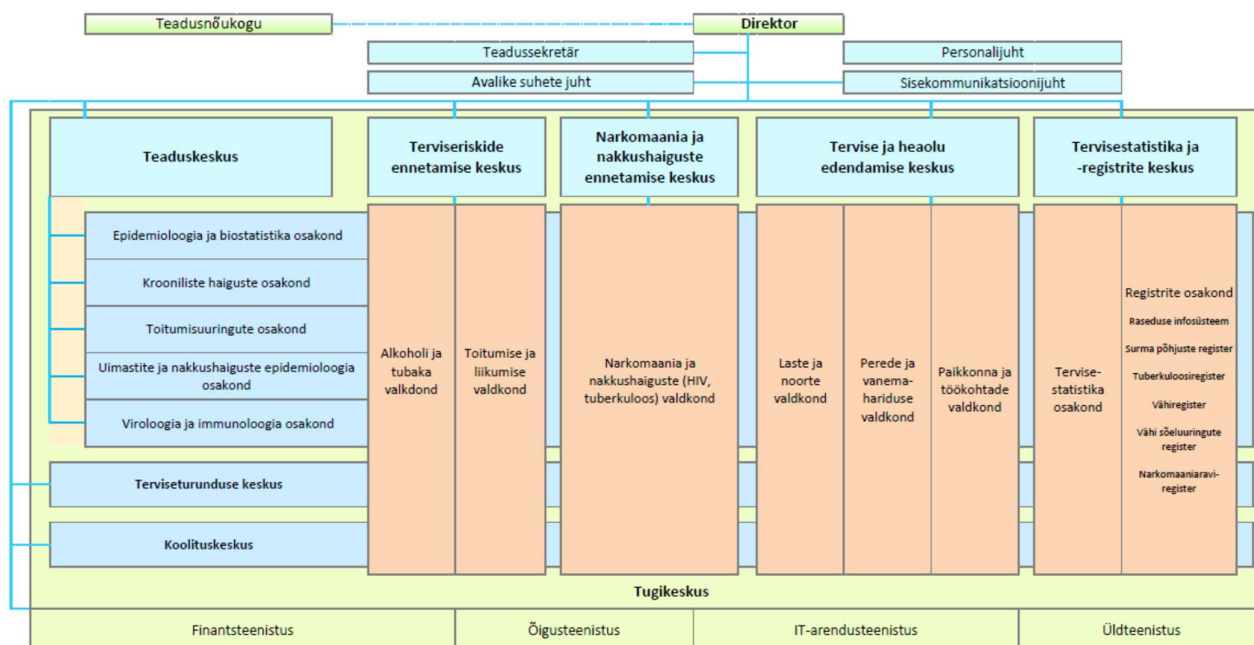 Teadusnõukogu
Direktor
Teadussekretär
Personalijuht
Avalike suhete juht
Sisekommunikatsioonijuht
Teaduskeskus
Terviseriskide
ennetamise keskus
Narkomaania ja
nakkushaiguste
ennetamise keskus
Tervise ja heaolu
edendamise keskus
Tervisestatistika ja
-registrite keskus
Epidemioloogia ja biostatistika osakond
Krooniliste haiguste osakond
Toitumisuuringute osakond
Uimastite ja nakkushaiguste epidemioloogia
osakond
Viroloogia ja immunoloogia osakond
Alkoholi ja
tubaka
valkdond
Toitumise ja
liikumise
valdkond
Narkomaania ja
nakkushaiguste (HIV,
tuberkuloos) valdkond
Laste ja
noorte
valdkond
Perede ja
vanema-
hariduse
valdkond
Paikkonna ja
töökohtade
valdkond
Tervise-
statistika
osakond
Registrite osakond
Raseduse infosüsteem
Surma põhjuste register
Tuberkuloosiregister
Vähiregister
Vähi sõeluuringute
register
Narkomaaniaravi-
register
Terviseturunduse keskus
Koolituskeskus
Tugikeskus
Finantsteenistus
Õigusteenistus
IT-arendusteenistus
Üldteenistus